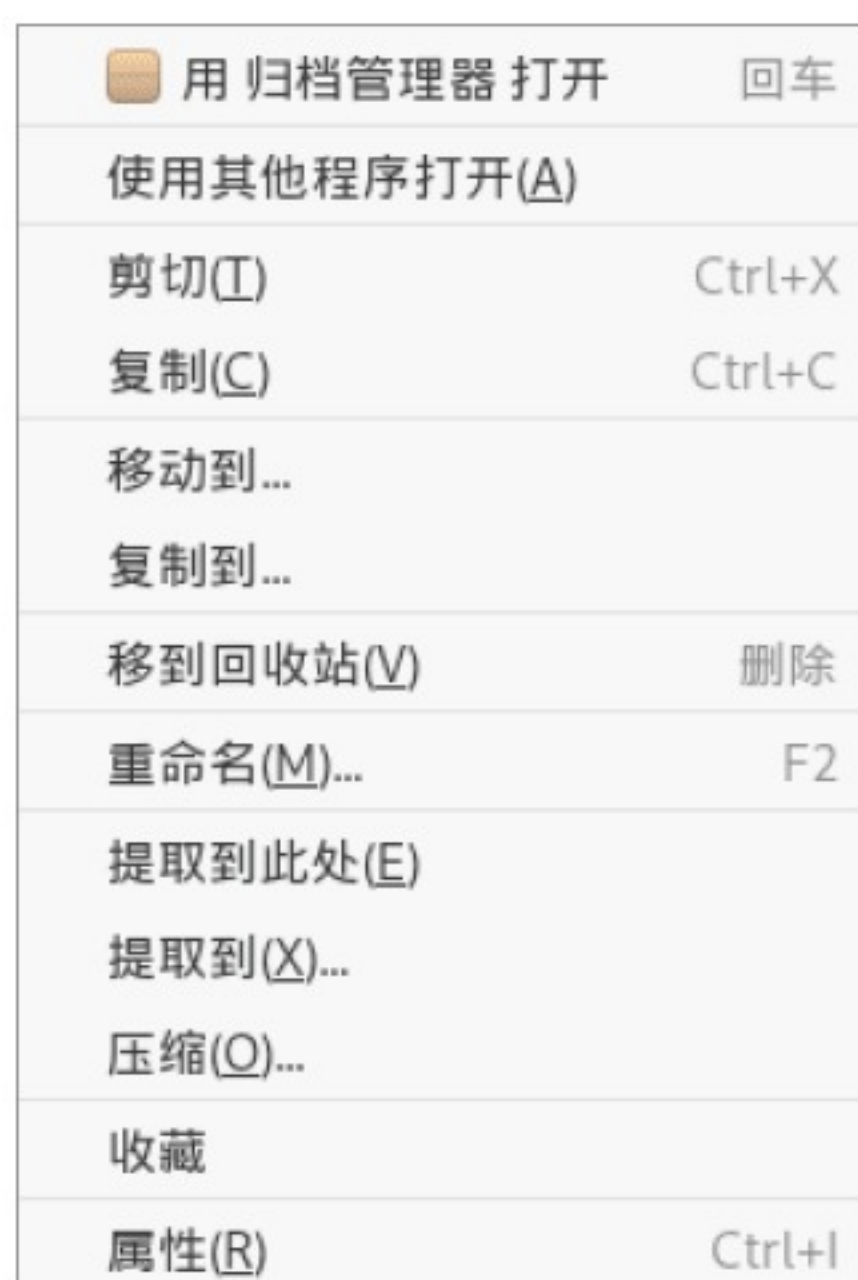 用 归档管理器 打开 回车
使用其他程序打开(A)
剪切(T) Ctrl+X
复制(C) Ctrl+C
移动到...
复制到...
移到回收站(V) 删除
重命名(M)... F2
提取到此处(E)
提取到(X)...
压缩(O)...
收藏
属性(R) Ctrl+I